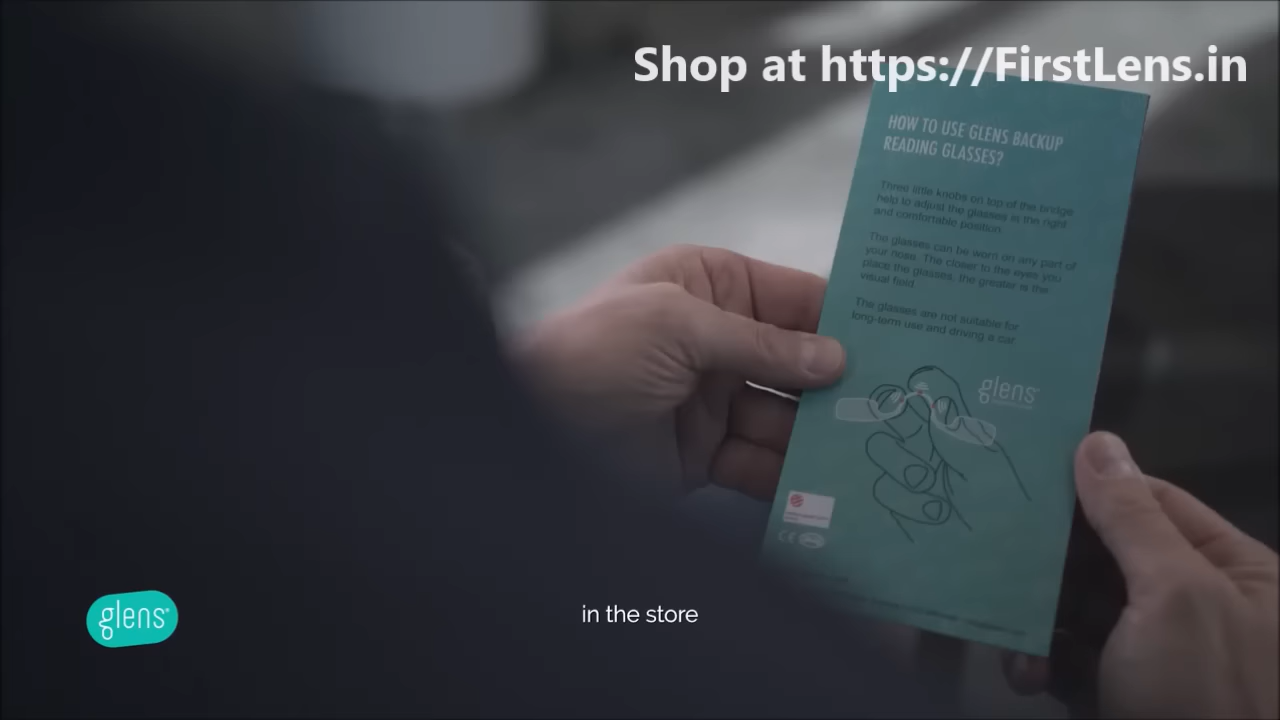 Shop at https://FirstLens.in
HOW TO USE GLENS BACKUP
READING GLASSES?
Three little knobs on top of the bridge
help to adjust the glasses is the right
and comfortable position.
The glasses can be worn on any part of
your nose. The closer to the eyes you
place the glasses, the greater is the
visual field.
The glasses are not suitable for
long-term use and driving a car.
glens
CE
glens
in the store